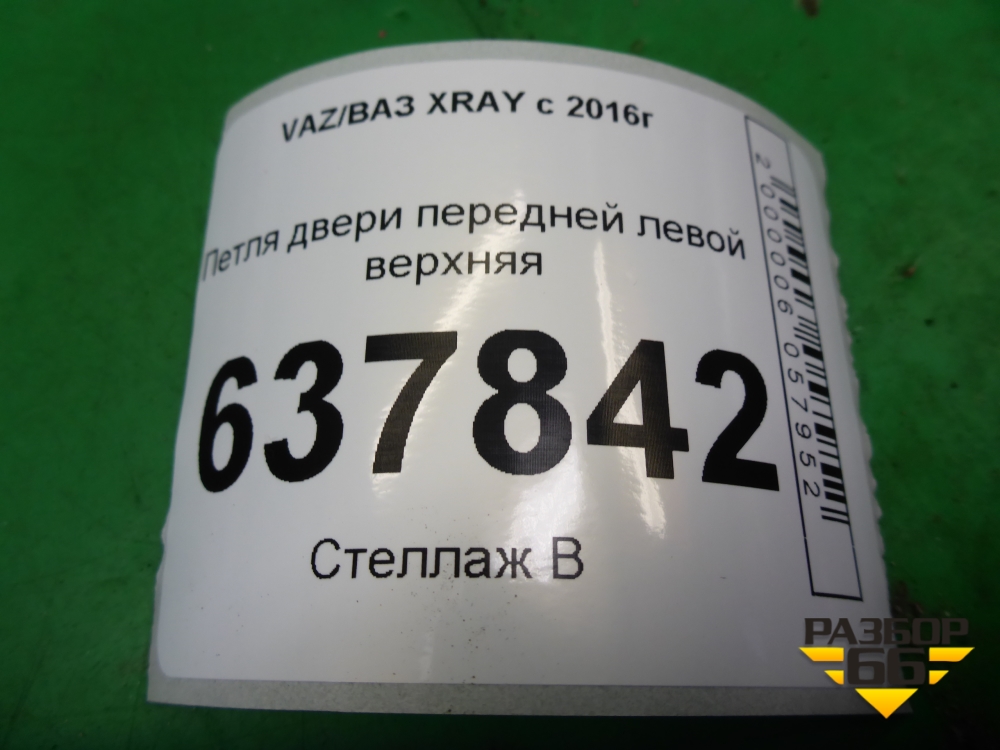 VAZ/ВАЗ XRAY с 2016г
Петля двери передней левой
верхняя
637842
Стеллаж В
2000006057952
РАЗБОР
66